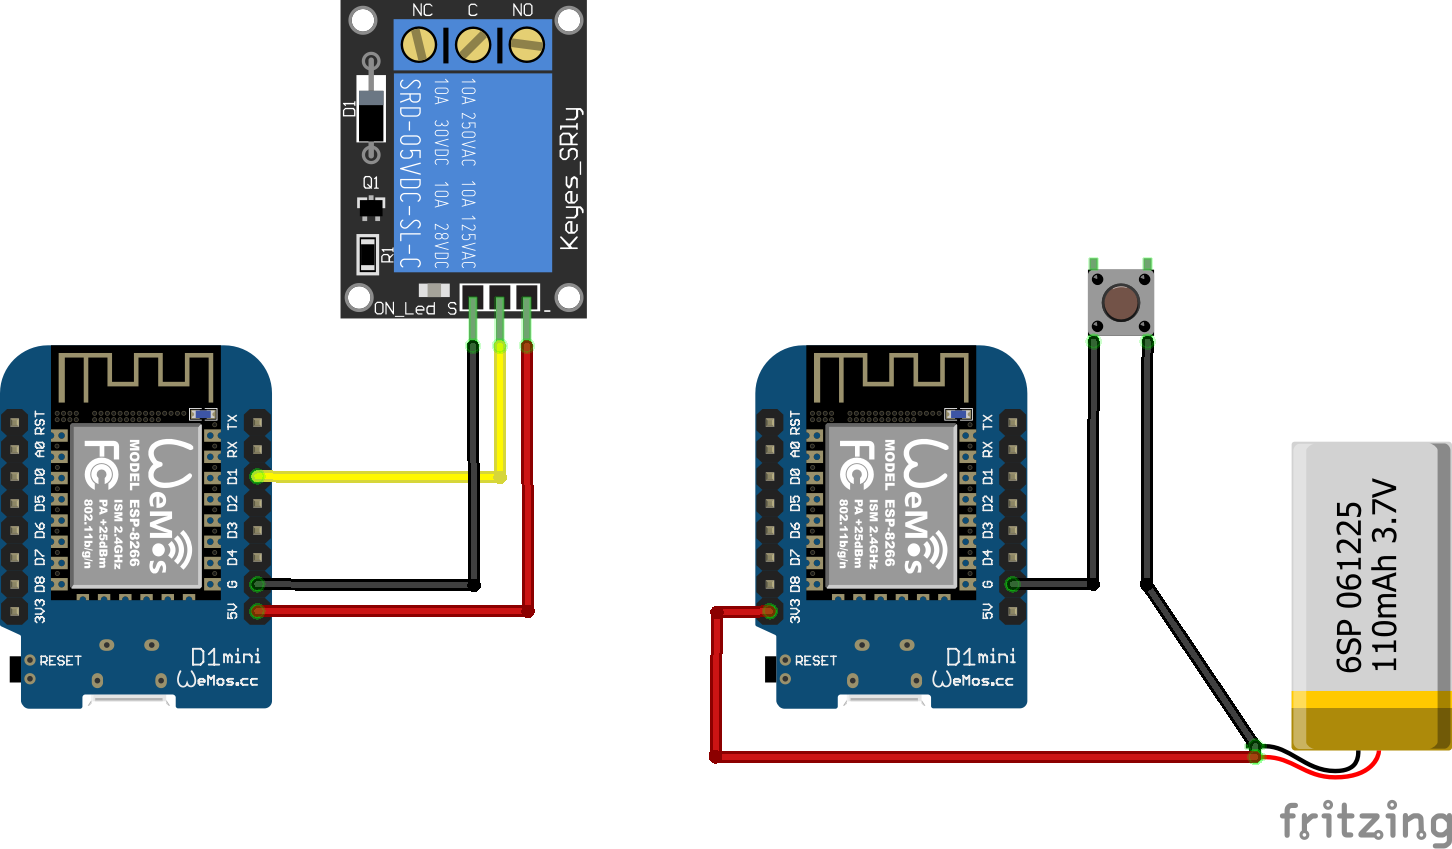 NC C NO
D1
Q1
R1
SRD-05VDC-SL-C
10A 30VDC 10A 28VDC
10A 250VAC 10A 125VAC
Keyes_SRly
ON_Led S -
RST
A0
D0
D5
D6
D7
D8
3V3
TX
RX
D1
D2
D3
D4
G
5V
WeMos
FC
MODEL ESP-8266
ISM 2.4GHz
PA +25dBm
802.11b/g/n
RESET
D1mini
WeMos.cc
RST
A0
D0
D5
D6
D7
D8
3V3
TX
RX
D1
D2
D3
D4
G
5V
WeMos
FC
MODEL ESP-8266
ISM 2.4GHz
PA +25dBm
802.11b/g/n
RESET
D1mini
WeMos.cc
6SP 061225
110mAh 3.7V
fritzing